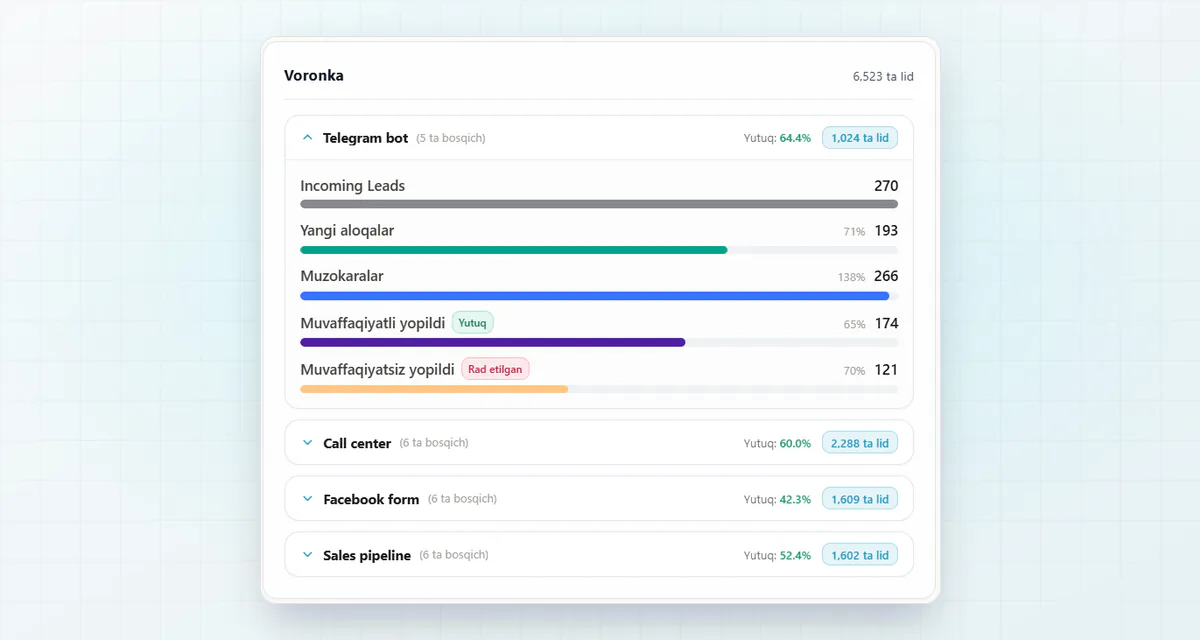 Voronka 6,523 ta lid
Telegram bot (5 ta bosqich) Yutuq: 64.4% 1,024 ta lid
Incoming Leads 270
Yangi aloqalar 71% 193
Muzokaralar 138% 266
Muvaffaqiyatli yopildi Yutuq 65% 174
Muvaffaqiyatsiz yopildi Rad etilgan 70% 121
Call center (6 ta bosqich) Yutuq: 60.0% 2,288 ta lid
Facebook form (6 ta bosqich) Yutuq: 42.3% 1,609 ta lid
Sales pipeline (6 ta bosqich) Yutuq: 52.4% 1,602 ta lid